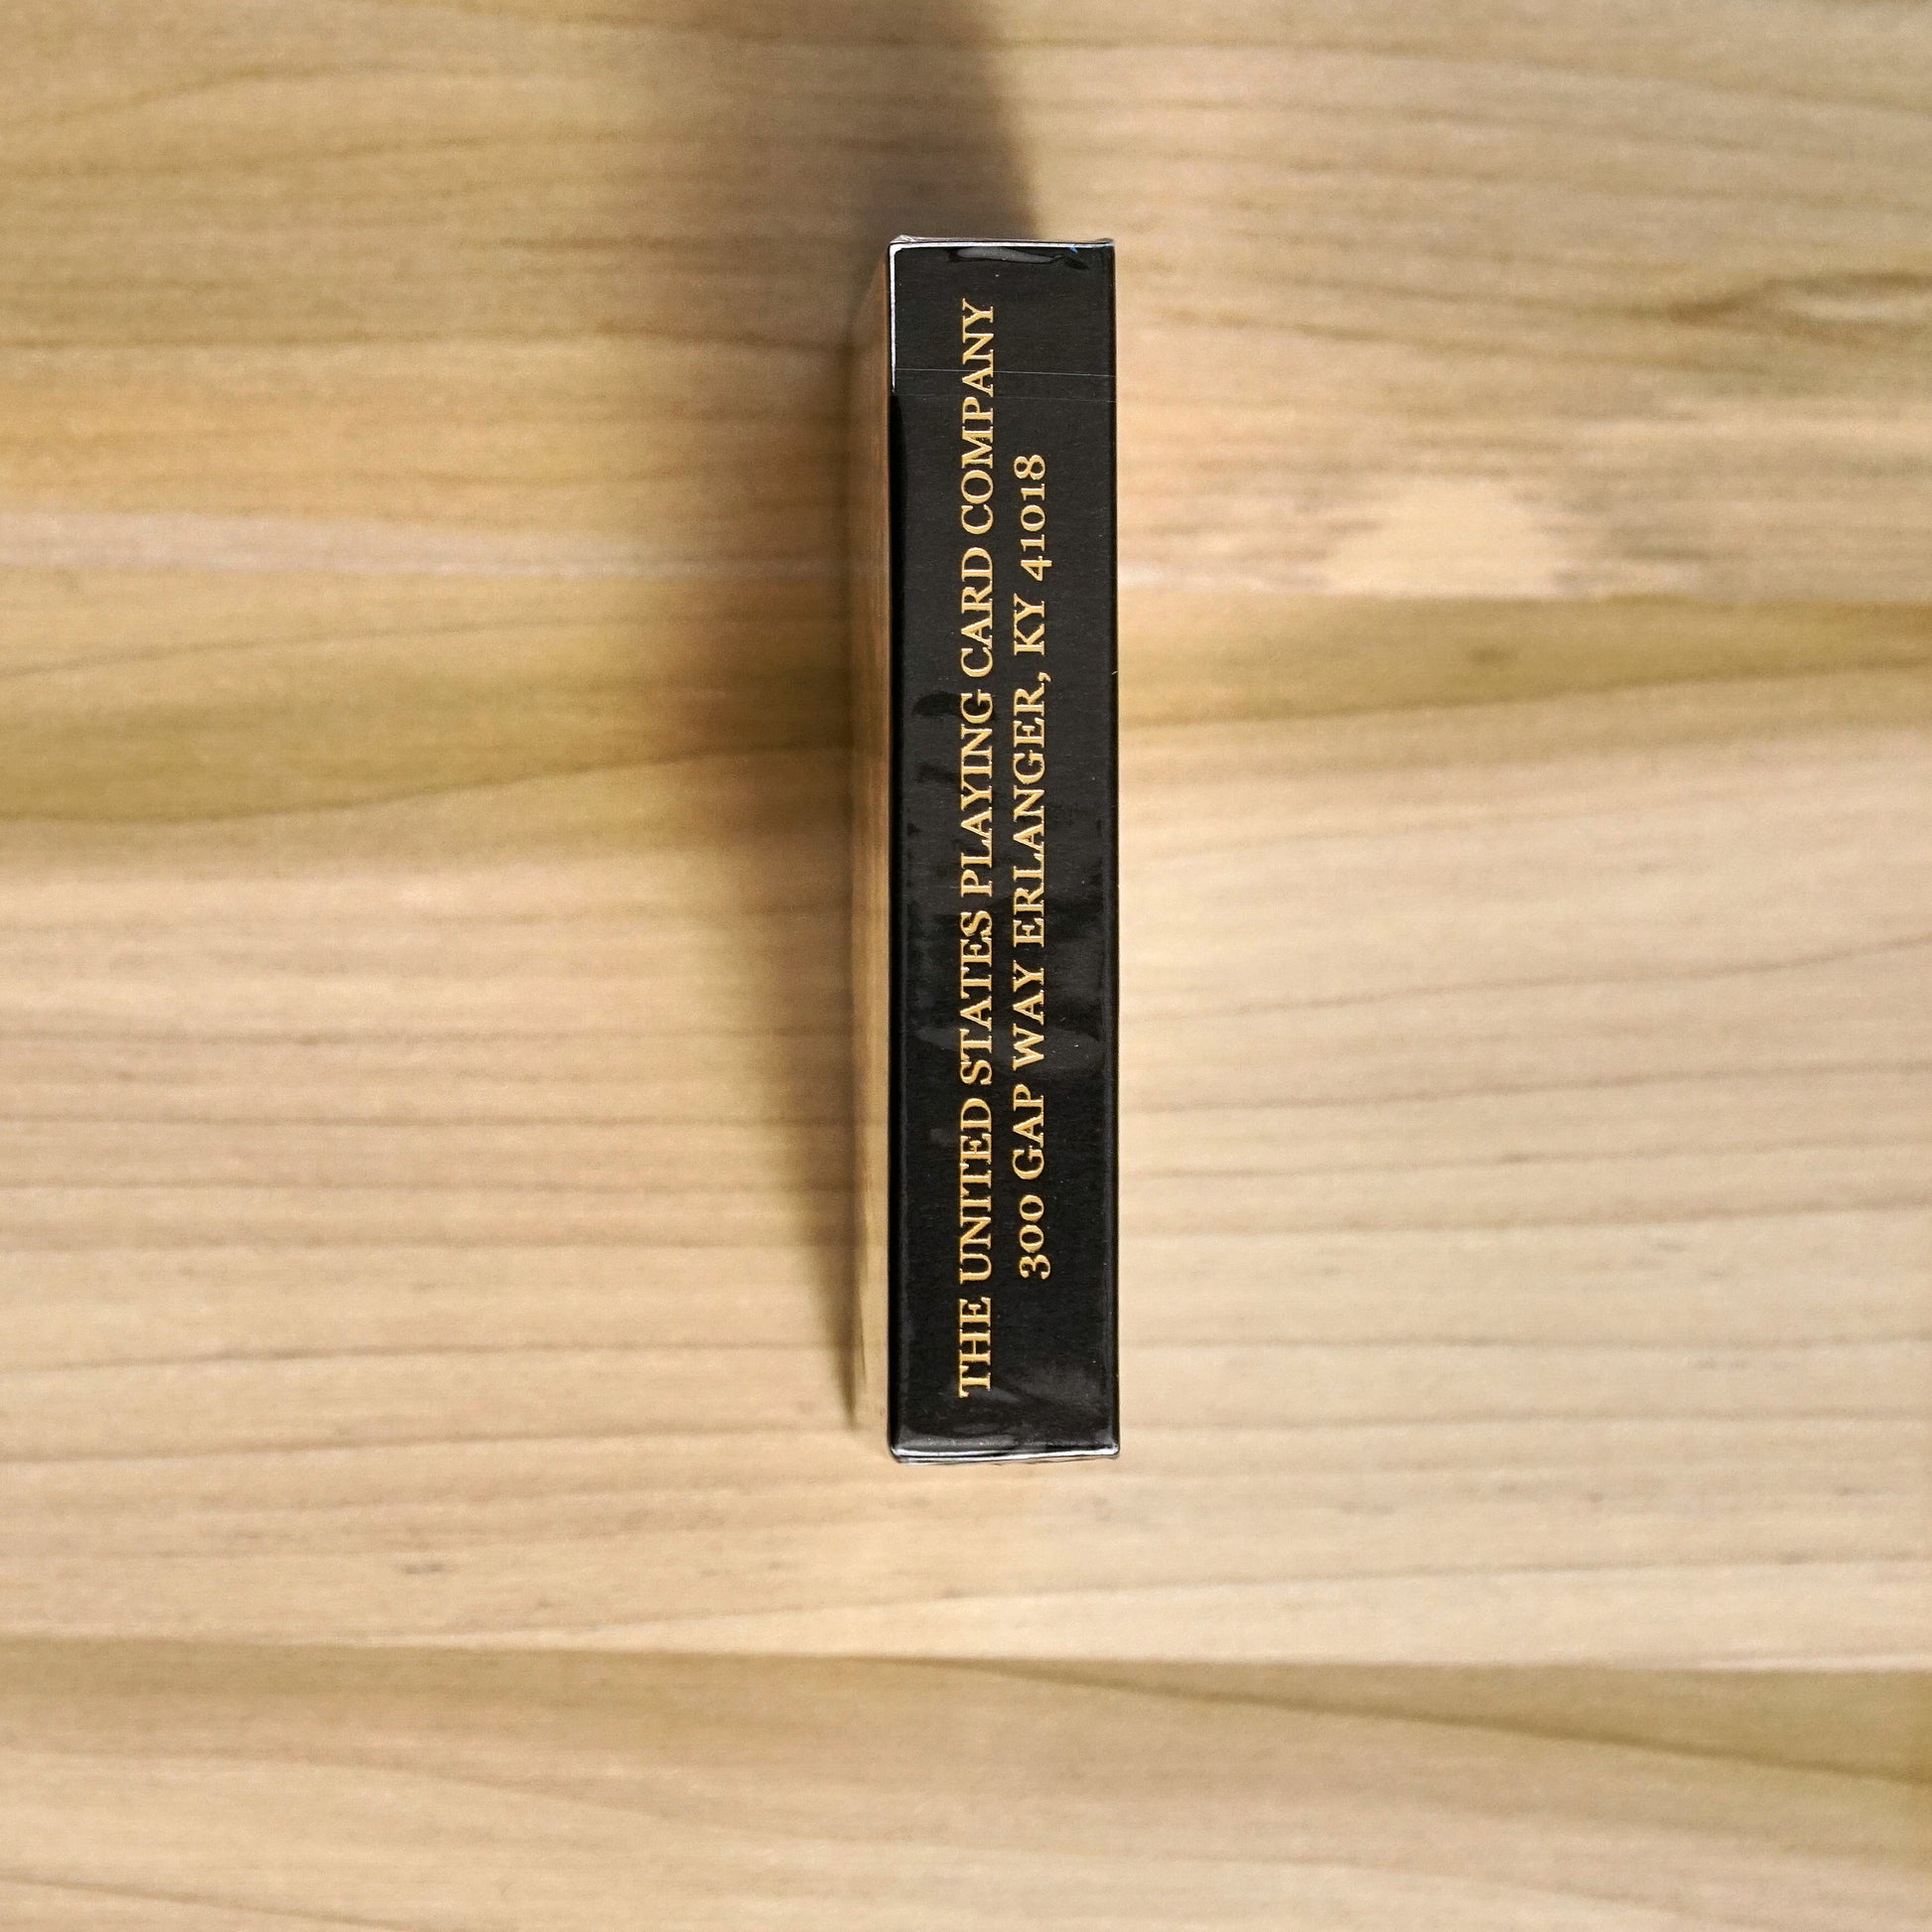 THE UNITED STATES PLAYING CARD COMPANY
300 GAP WAY ERLANGER, KY 41018